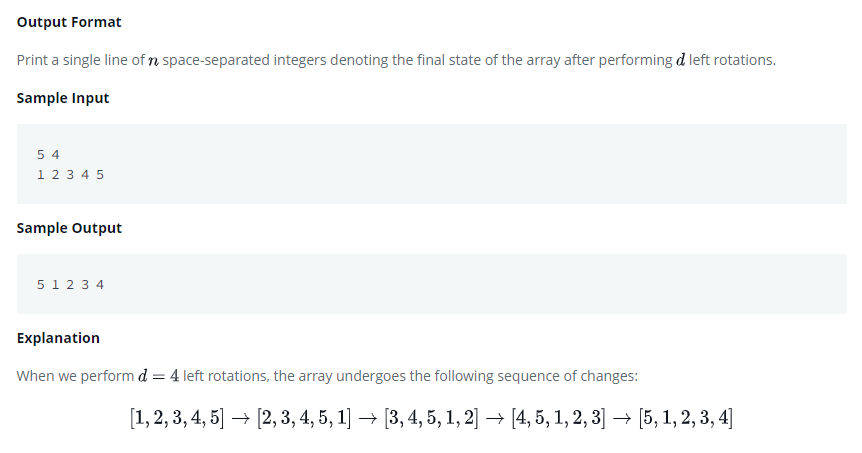 Output Format
Print a single line of n space-separated integers denoting the final state of the array after performing d left rotations.
Sample Input
5 4
1 2 3 4 5
Sample Output
5 1 2 3 4
Explanation
When we perform d = 4 left rotations, the array undergoes the following sequence of changes:
[1, 2, 3, 4, 5] → [2, 3, 4, 5, 1] → [3, 4, 5, 1, 2] → [4, 5, 1, 2, 3] → [5, 1, 2, 3, 4]